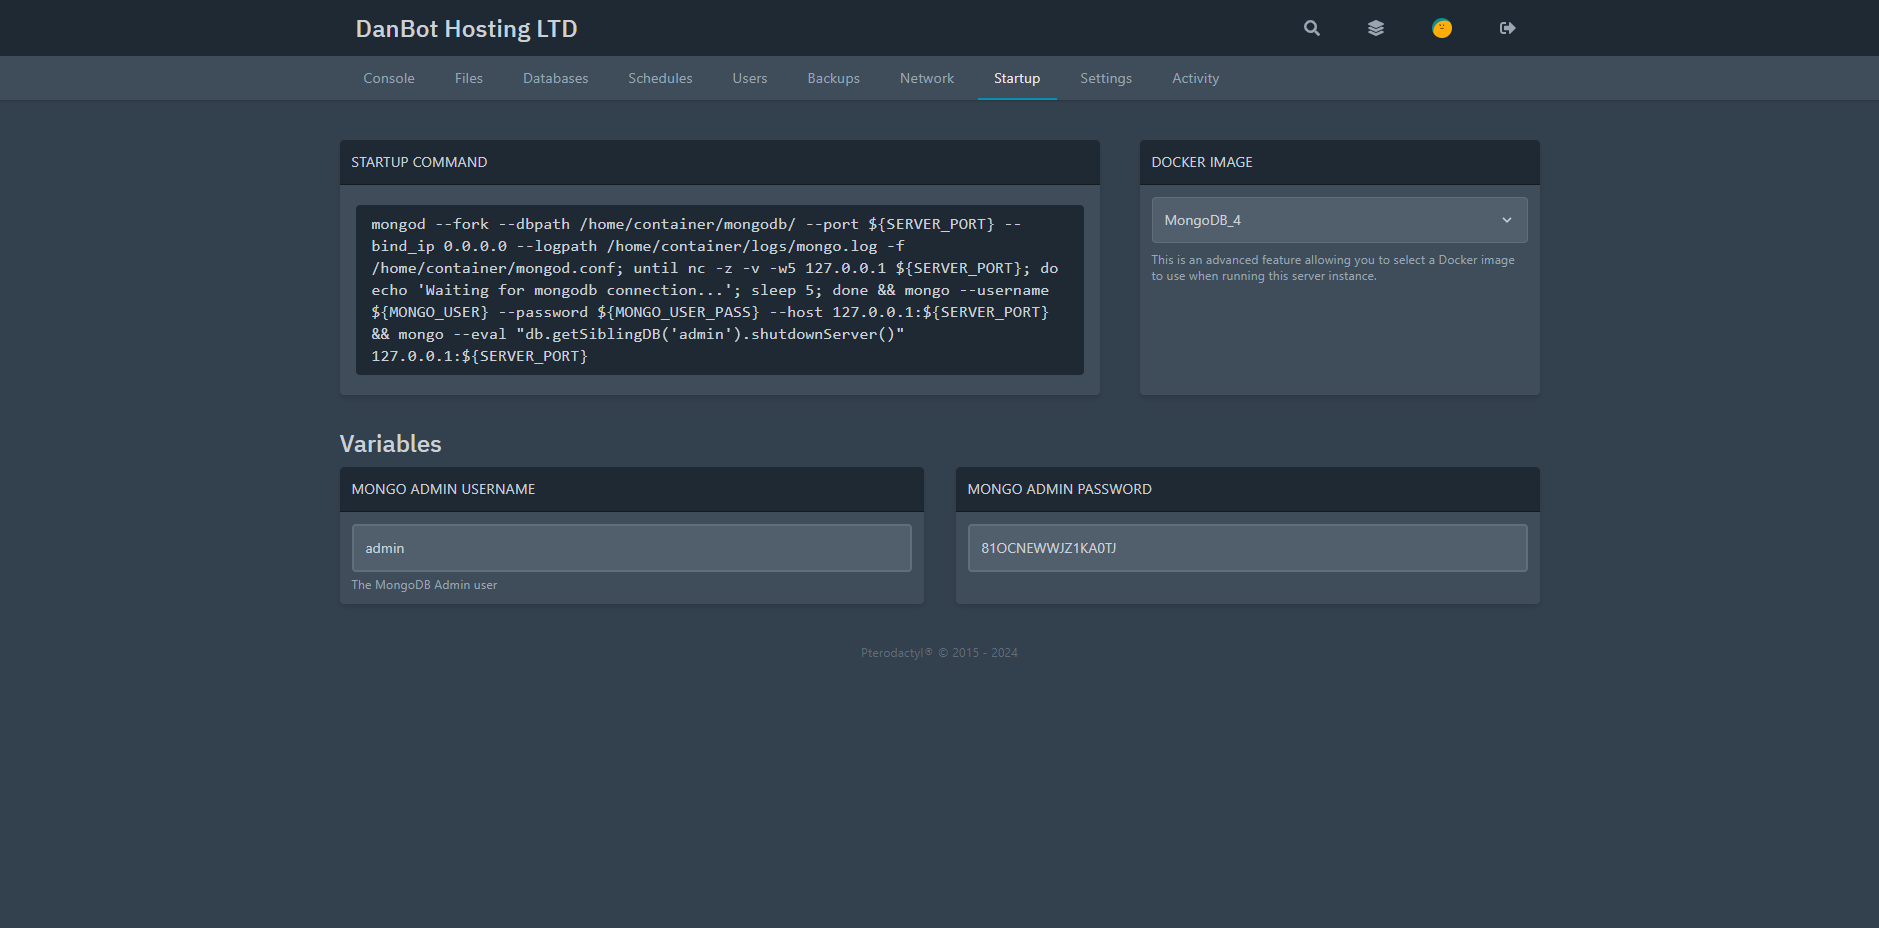 DanBot Hosting LTD
Console Files Databases Schedules Users Backups Network Startup Settings Activity
STARTUP COMMAND
mongod --fork --dbpath /home/container/mongodb/ --port ${SERVER_PORT} --
bind_ip 0.0.0.0 --logpath /home/container/logs/mongo.log -f
/home/container/mongod.conf; until nc -z -v -w5 127.0.0.1 ${SERVER_PORT}; do
echo 'Waiting for mongodb connection...'; sleep 5; done && mongo --username
${MONGO_USER} --password ${MONGO_USER_PASS} --host 127.0.0.1:${SERVER_PORT}
&& mongo --eval "db.getSiblingDB('admin').shutdownServer()"
127.0.0.1:${SERVER_PORT}
DOCKER IMAGE
MongoDB_4
This is an advanced feature allowing you to select a Docker image
to use when running this server instance.
Variables
MONGO ADMIN USERNAME
admin
The MongoDB Admin user
MONGO ADMIN PASSWORD
81OCNEWWJZ1KA0TJ
Pterodactyl® © 2015 - 2024